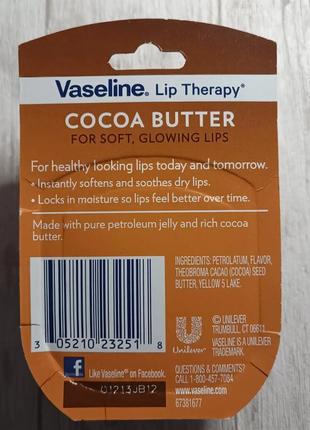 Vaseline® Lip Therapy®
COCOA BUTTER
FOR SOFT, GLOWING LIPS
For healthy looking lips today and tomorrow.
• Instantly softens and soothes dry lips.
• Locks in moisture so lips feel better over time.
Made with pure petroleum jelly and rich cocoa
butter.
INGREDIENTS: PETROLATUM, FLAVOR,
THEOBROMA CACAO (COCOA) SEED
BUTTER, YELLOW 5 LAKE.
3 05210 23251 8
Unilever
© UNILEVER
TRUMBULL, CT 06611
VASELINE IS A UNILEVER
TRADEMARK.
QUESTIONS & COMMENTS?
CALL 1-800-457-7084
www.vaseline.com
67381677
f
Like Vaseline® on Facebook.